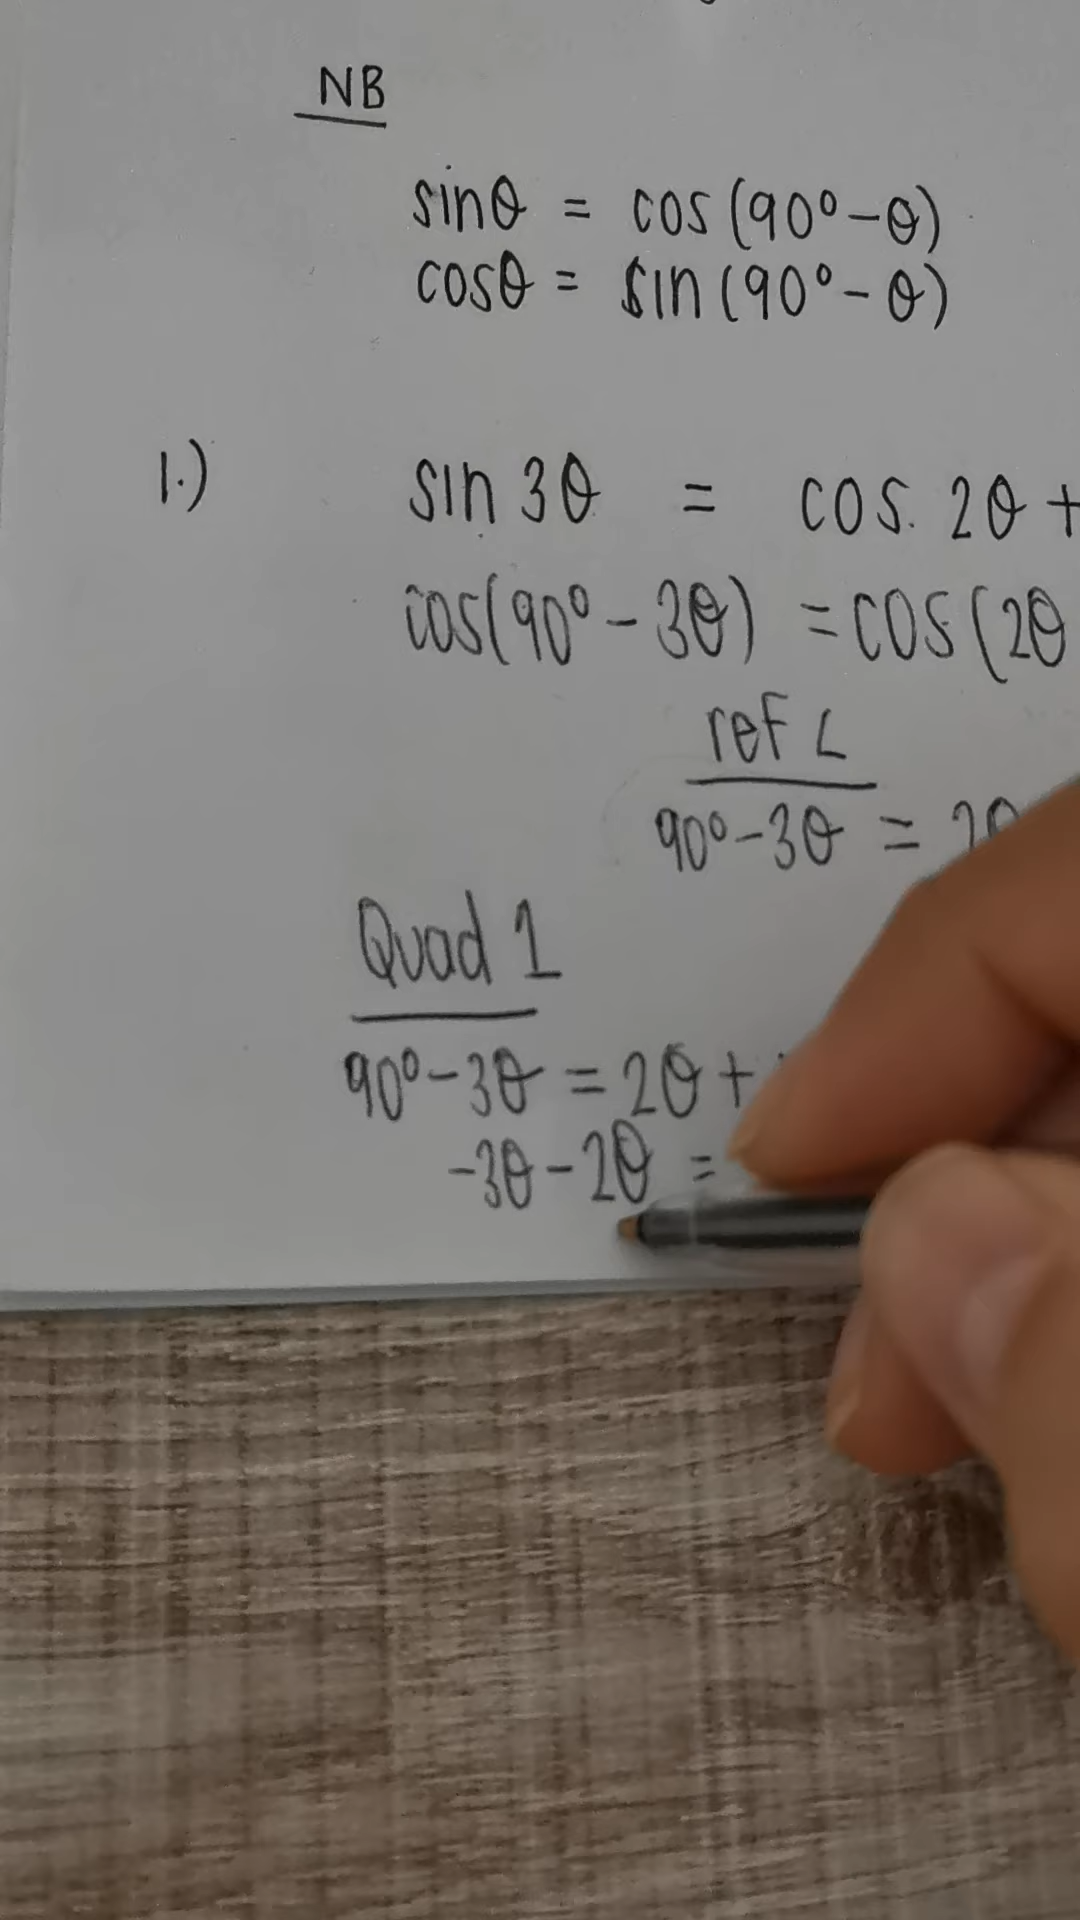 NB
sinθ = cos(90°-θ)
cosθ = sin(90°-θ)
1.) sin 3θ = cos. 2θ +
cos(90°-3θ) = cos(2θ
ref ∠
90°-3θ = 2θ
Quad 1
90°-3θ = 2θ +
-3θ-2θ =